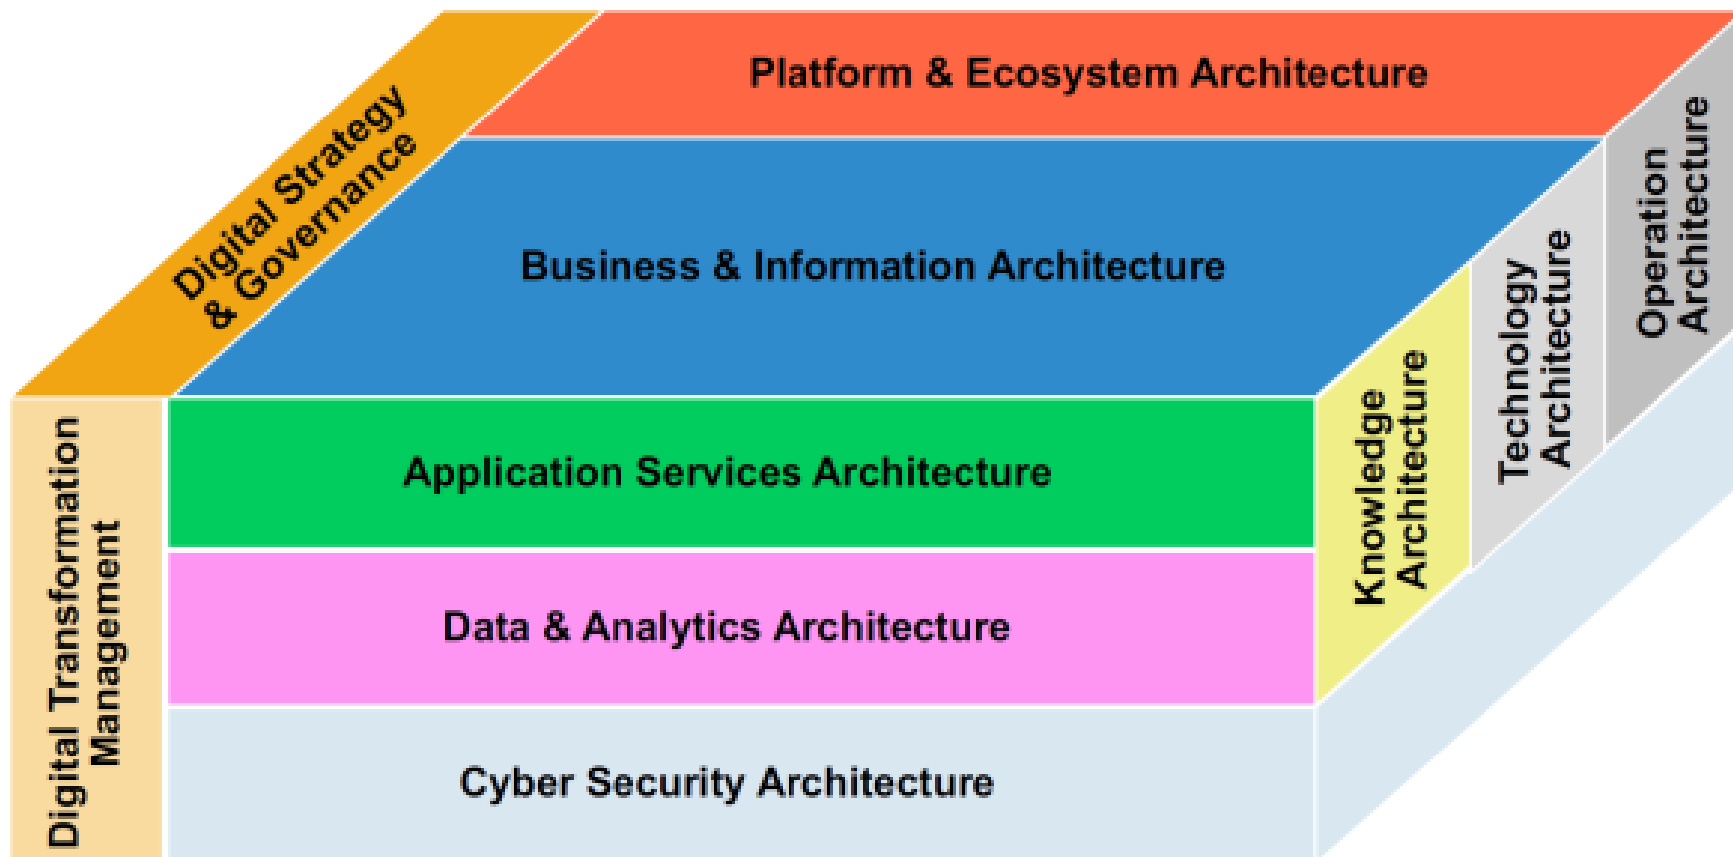 Platform & Ecosystem Architecture
Digital Strategy
& Governance
Business & Information Architecture
Operation
Architecture
Technology
Architecture
Knowledge
Architecture
Application Services Architecture
Data & Analytics Architecture
Cyber Security Architecture
Digital Transformation
Management